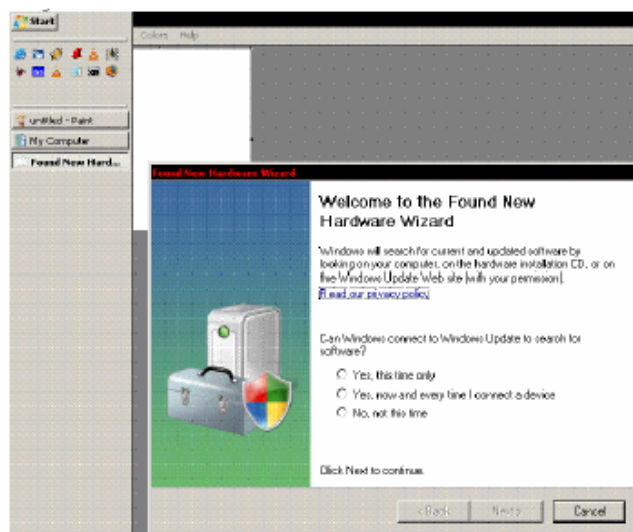 Start
Colors Help
untitled - Paint
My Computer
Found New Hard...
Found New Hardware Wizard
Welcome to the Found New
Hardware Wizard
Windows will search for current and updated software by
looking on your computer, on the hardware installation CD, or on
the Windows Update Web site (with your permission).
Read our privacy policy
Can Windows connect to Windows Update to search for
software?
Yes, this time only
Yes, now and every time I connect a device
No, not this time
Click Next to continue.
< Back Next > Cancel